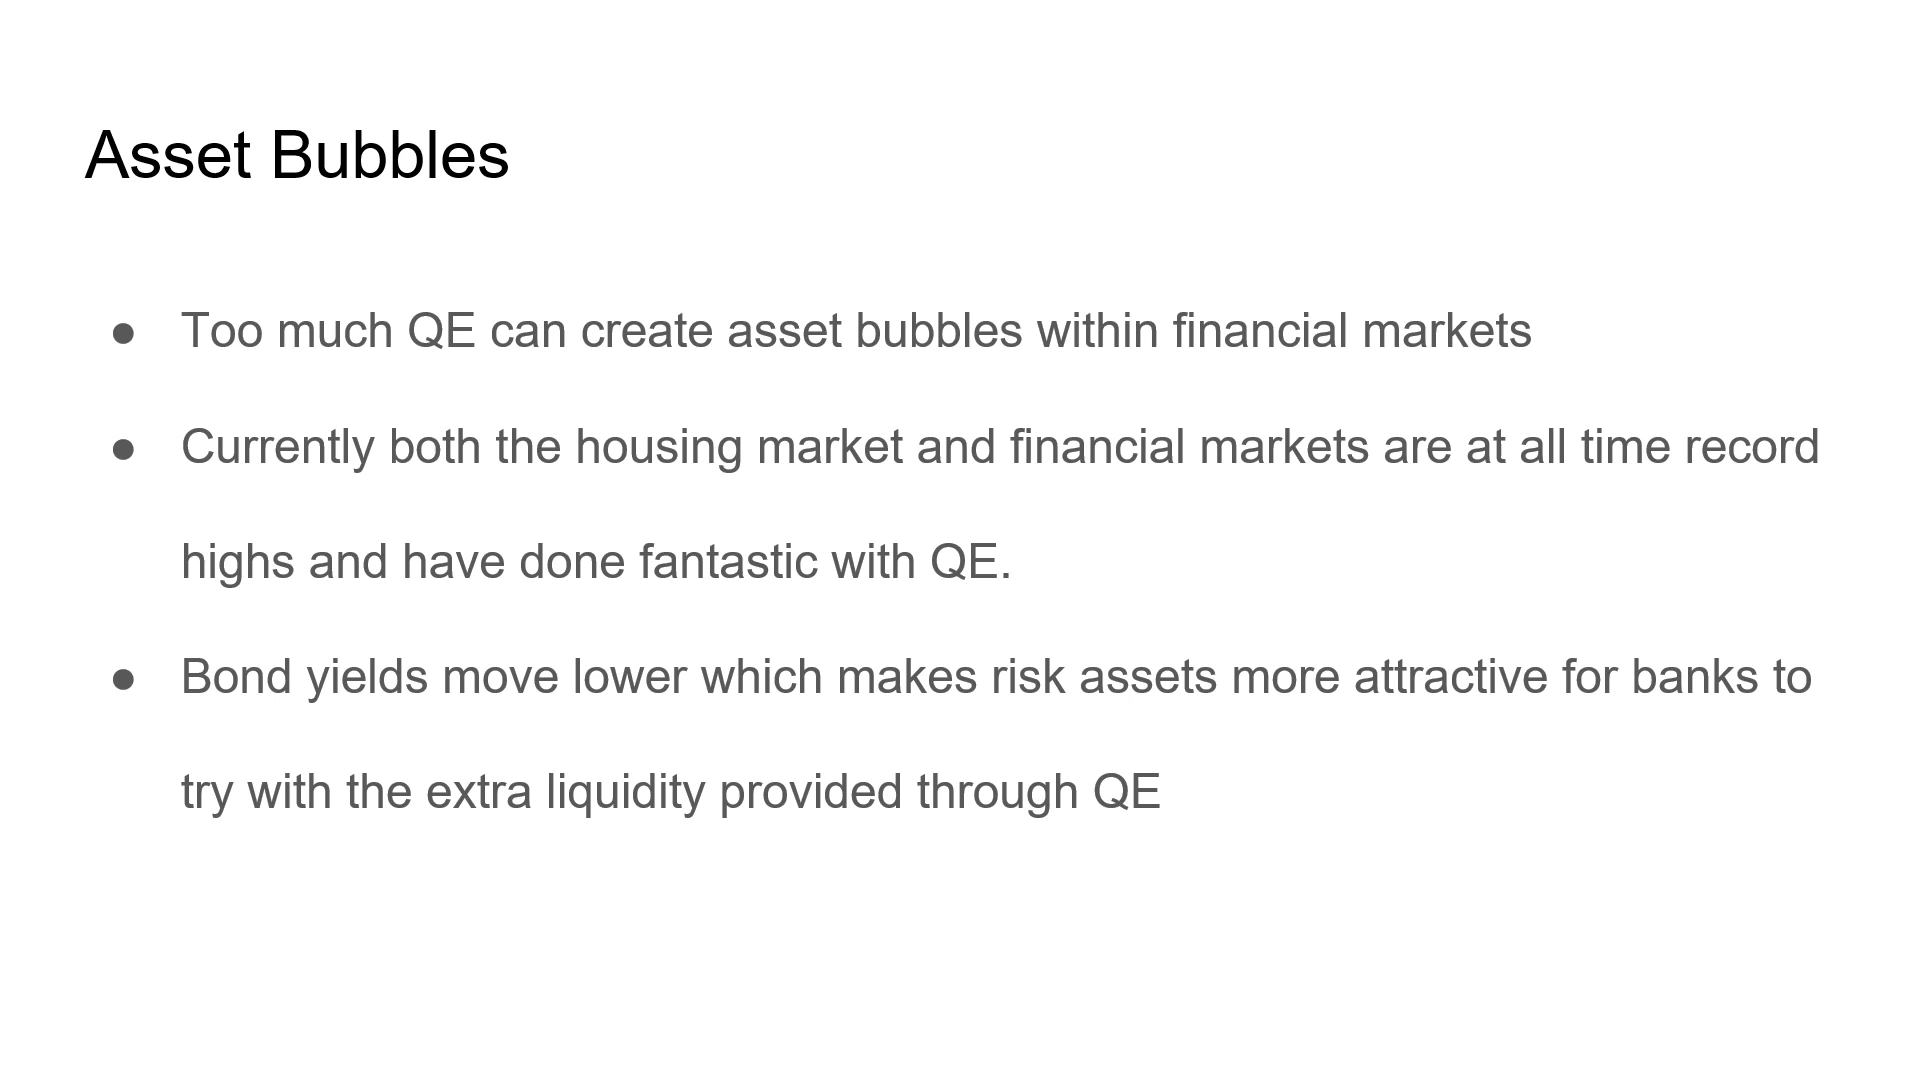 Asset Bubbles
● Too much QE can create asset bubbles within financial markets
● Currently both the housing market and financial markets are at all time record
highs and have done fantastic with QE.
● Bond yields move lower which makes risk assets more attractive for banks to
try with the extra liquidity provided through QE